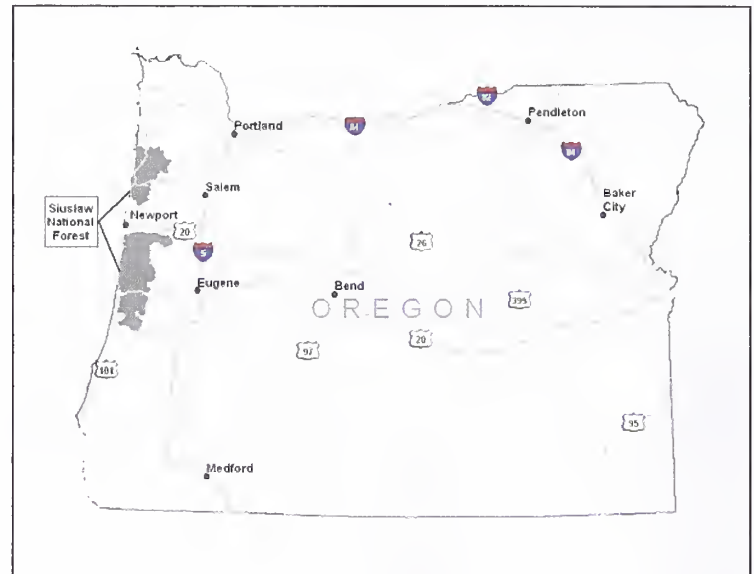 Portland
84
82
Pendleton
84
Salem
Baker
City
Siuslaw
National
Forest
Newport
20
5
26
Eugene
Bend
OREGON
395
97
20
101
95
Medford